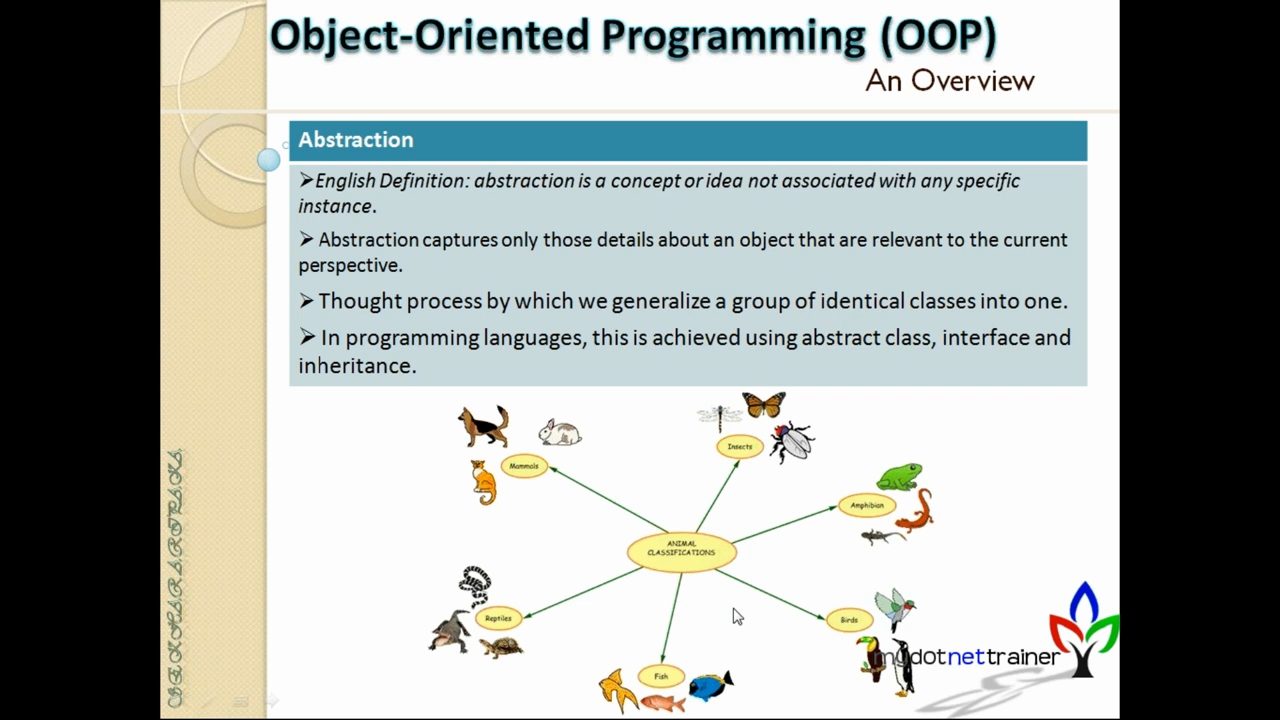 Object-Oriented Programming (OOP)
An Overview
Abstraction
➢English Definition: abstraction is a concept or idea not associated with any specific
instance.
➢ Abstraction captures only those details about an object that are relevant to the current
perspective.
➢ Thought process by which we generalize a group of identical classes into one.
➢ In programming languages, this is achieved using abstract class, interface and
inheritance.
Insects
Mammals
Amphibian
ANIMAL
CLASSIFICATIONS
Reptiles
Birds
mydotnettrainer
Fish